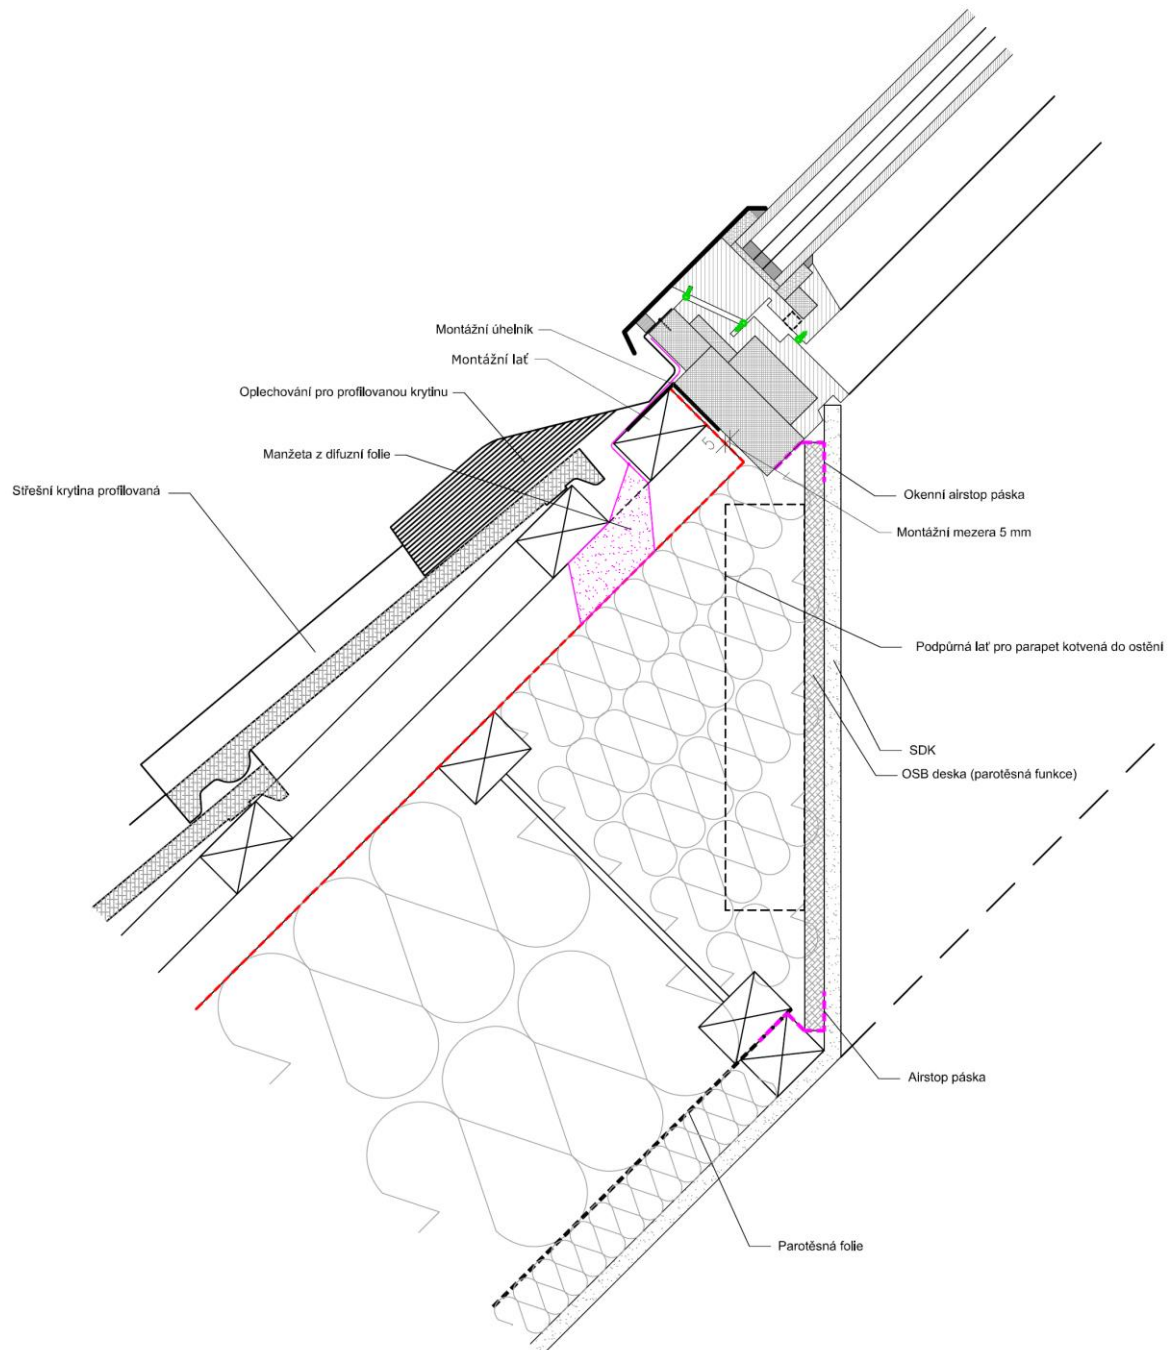 Montážní úhelník
Montážní lať
Oplechování pro profilovanou krytinu
Manžeta z difuzní folie
Střešní krytina profilovaná
5
Okenní airstop páska
Montážní mezera 5 mm
Podpůrná lať pro parapet kotvená do ostění
SDK
OSB deska (parotěsná funkce)
Airstop páska
Parotěsná folie